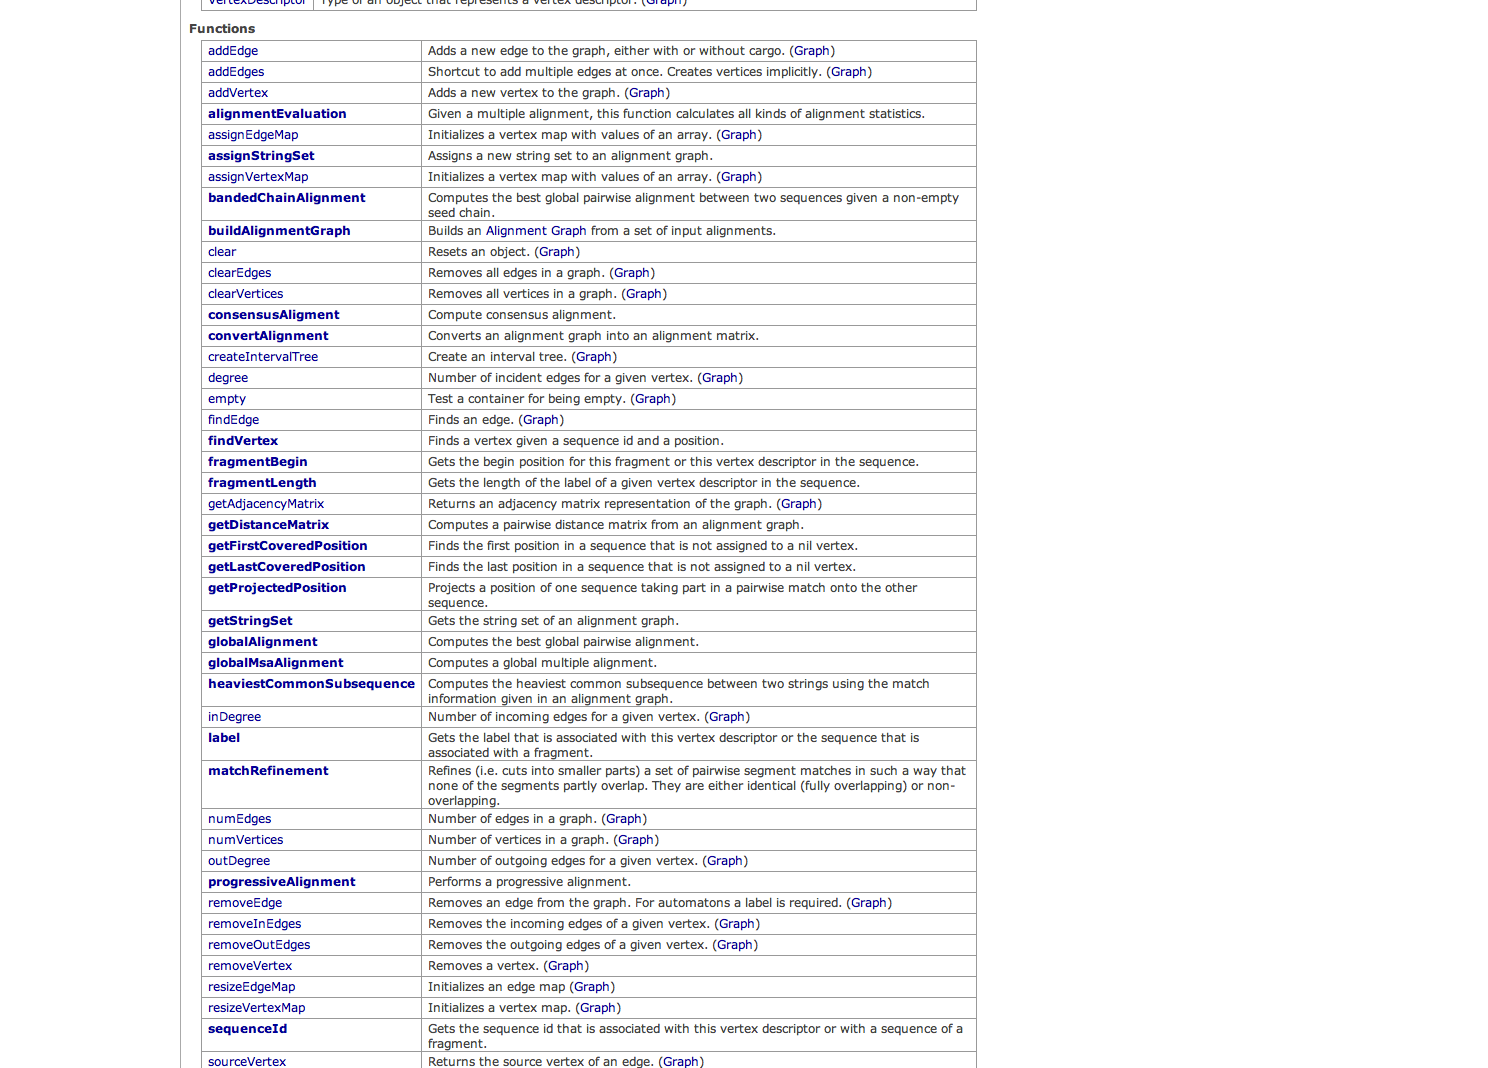 VertexDescriptor Type of an object that represents a vertex descriptor. (Graph)
Functions
addEdge Adds a new edge to the graph, either with or without cargo. (Graph)
addEdges Shortcut to add multiple edges at once. Creates vertices implicitly. (Graph)
addVertex Adds a new vertex to the graph. (Graph)
alignmentEvaluation Given a multiple alignment, this function calculates all kinds of alignment statistics.
assignEdgeMap Initializes a vertex map with values of an array. (Graph)
assignStringSet Assigns a new string set to an alignment graph.
assignVertexMap Initializes a vertex map with values of an array. (Graph)
bandedChainAlignment Computes the best global pairwise alignment between two sequences given a non-empty
seed chain.
buildAlignmentGraph Builds an Alignment Graph from a set of input alignments.
clear Resets an object. (Graph)
clearEdges Removes all edges in a graph. (Graph)
clearVertices Removes all vertices in a graph. (Graph)
consensusAligment Compute consensus alignment.
convertAlignment Converts an alignment graph into an alignment matrix.
createIntervalTree Create an interval tree. (Graph)
degree Number of incident edges for a given vertex. (Graph)
empty Test a container for being empty. (Graph)
findEdge Finds an edge. (Graph)
findVertex Finds a vertex given a sequence id and a position.
fragmentBegin Gets the begin position for this fragment or this vertex descriptor in the sequence.
fragmentLength Gets the length of the label of a given vertex descriptor in the sequence.
getAdjacencyMatrix Returns an adjacency matrix representation of the graph. (Graph)
getDistanceMatrix Computes a pairwise distance matrix from an alignment graph.
getFirstCoveredPosition Finds the first position in a sequence that is not assigned to a nil vertex.
getLastCoveredPosition Finds the last position in a sequence that is not assigned to a nil vertex.
getProjectedPosition Projects a position of one sequence taking part in a pairwise match onto the other
sequence.
getStringSet Gets the string set of an alignment graph.
globalAlignment Computes the best global pairwise alignment.
globalMsaAlignment Computes a global multiple alignment.
heaviestCommonSubsequence Computes the heaviest common subsequence between two strings using the match
information given in an alignment graph.
inDegree Number of incoming edges for a given vertex. (Graph)
label Gets the label that is associated with this vertex descriptor or the sequence that is
associated with a fragment.
matchRefinement Refines (i.e. cuts into smaller parts) a set of pairwise segment matches in such a way that
none of the segments partly overlap. They are either identical (fully overlapping) or non-
overlapping.
numEdges Number of edges in a graph. (Graph)
numVertices Number of vertices in a graph. (Graph)
outDegree Number of outgoing edges for a given vertex. (Graph)
progressiveAlignment Performs a progressive alignment.
removeEdge Removes an edge from the graph. For automatons a label is required. (Graph)
removeInEdges Removes the incoming edges of a given vertex. (Graph)
removeOutEdges Removes the outgoing edges of a given vertex. (Graph)
removeVertex Removes a vertex. (Graph)
resizeEdgeMap Initializes an edge map (Graph)
resizeVertexMap Initializes a vertex map. (Graph)
sequenceId Gets the sequence id that is associated with this vertex descriptor or with a sequence of a
fragment.
sourceVertex Returns the source vertex of an edge. (Graph)